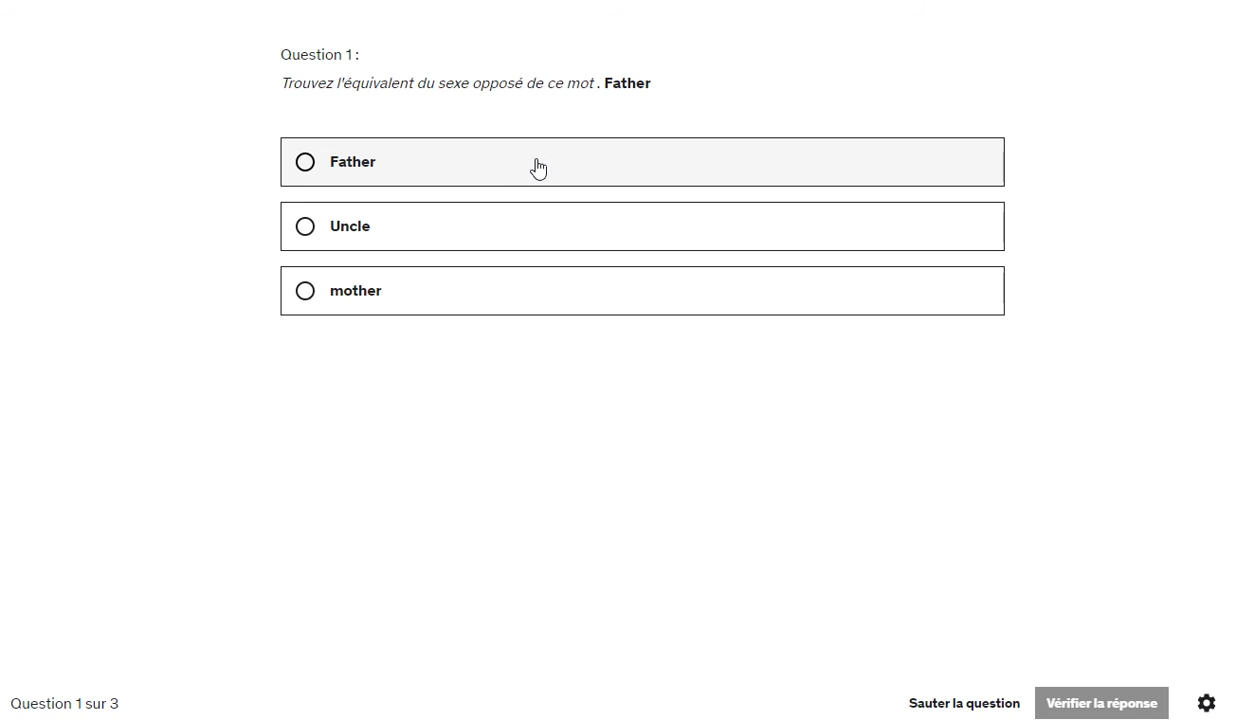 Question 1 :
Trouvez l'équivalent du sexe opposé de ce mot . Father
Father
Uncle
mother
Question 1 sur 3
Sauter la question
Vérifier la réponse